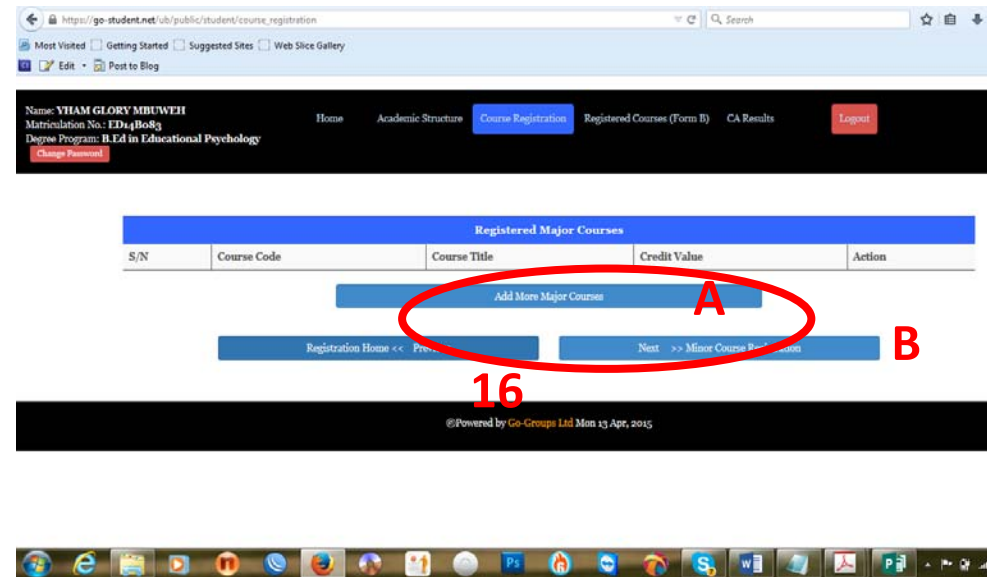 https://go-student.net/ub/public/student/course_registration
Search
Most Visited Getting Started Suggested Sites Web Slice Gallery
Edit Post to Blog
Name: YHAM GLORY MBUWEH
Matriculation No.: ED14B083
Degree Program: B.Ed in Educational Psychology
Change Password
Home Academic Structure Course Registration Registered Courses (Form B) CA Results Logout
Registered Major Courses
S/N Course Code Course Title Credit Value Action
Add More Major Courses
A
Registration Home <<
Next >> Minor Course Registration
B
16
©Powered by Go-Groups Ltd Mon 13 Apr, 2015
Ps